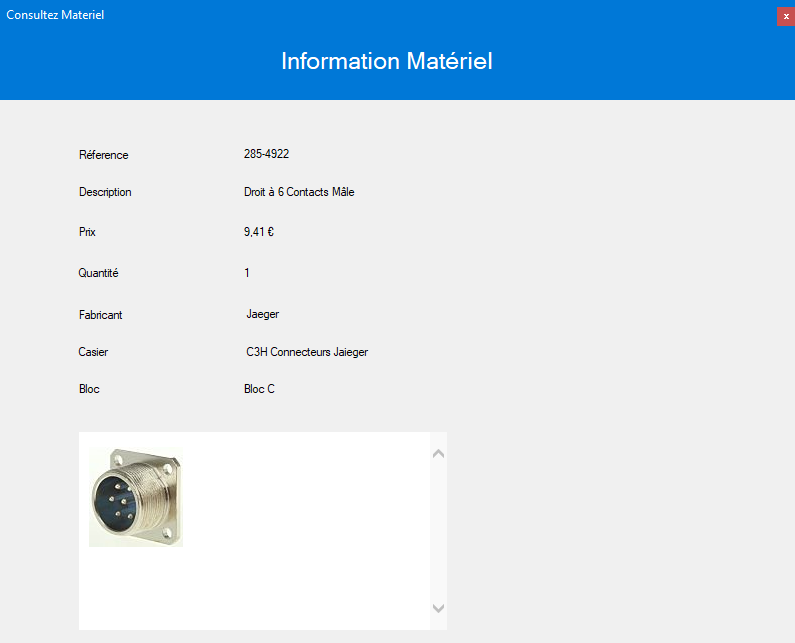 Consultez Materiel
x
Information Matériel
Réference 285-4922
Description Droit à 6 Contacts Mâle
Prix 9,41 €
Quantité 1
Fabricant Jaeger
Casier C3H Connecteurs Jaieger
Bloc Bloc C